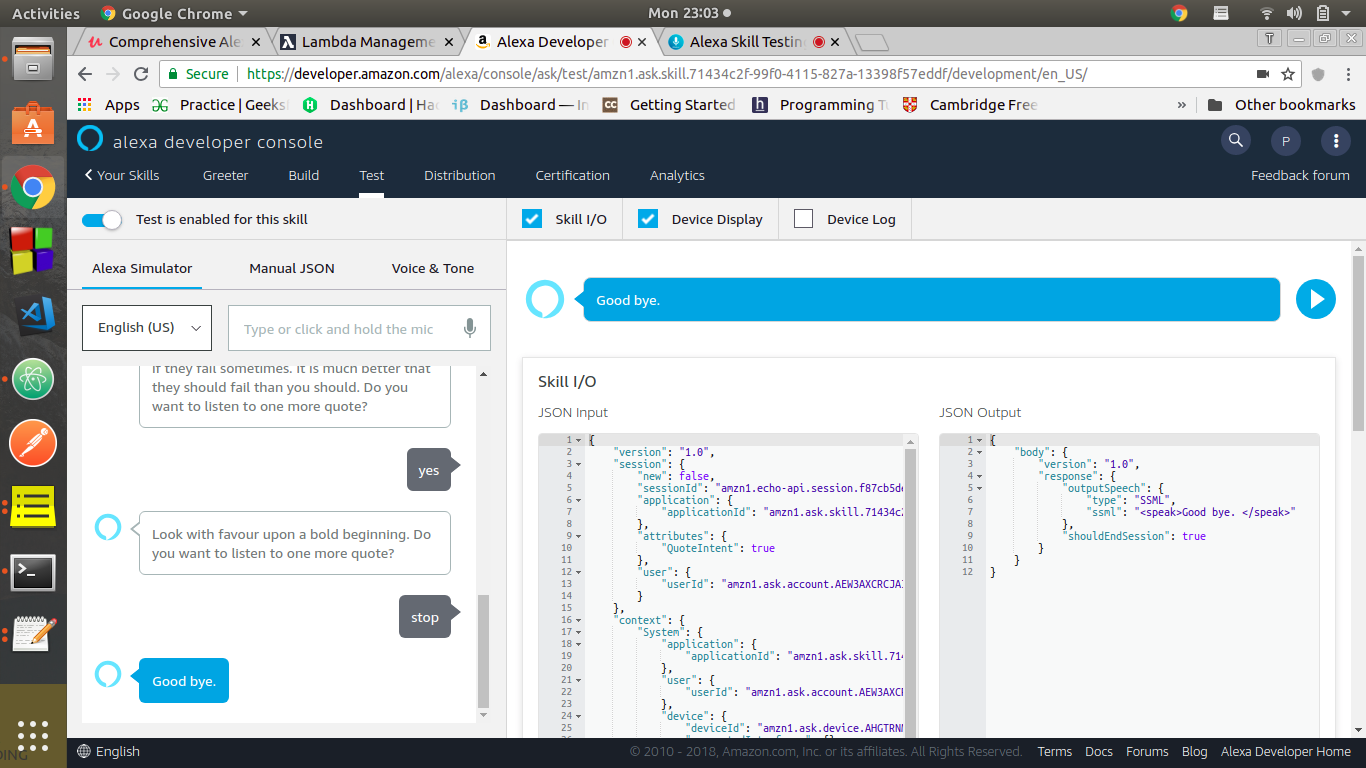 Activities Google Chrome Mon 23:03
Comprehensive Ale Lambda Manageme Alexa Developer Alexa Skill Testing
Secure https://developer.amazon.com/alexa/console/ask/test/amzn1.ask.skill.71434c2f-99f0-4115-827a-13398f57eddf/development/en_US/
Apps Practice | Geeks Dashboard | Ha Dashboard — In Getting Started Programming Tu Cambridge Free » Other bookmarks
alexa developer console P
Your Skills Greeter Build Test Distribution Certification Analytics Feedback forum
Test is enabled for this skill Skill I/O Device Display Device Log
Alexa Simulator Manual JSON Voice & Tone
English (US) Type or click and hold the mic
if they fail sometimes. It is much better that
they should fail than you should. Do you
want to listen to one more quote?
yes
Look with favour upon a bold beginning. Do
you want to listen to one more quote?
stop
Good bye.
Good bye.
Skill I/O
JSON Input
1 {
2 "version": "1.0",
3 "session": {
4 "new": false,
5 "sessionId": "amzn1.echo-api.session.f87cb5de
6 "application": {
7 "applicationId": "amzn1.ask.skill.71434c2
8 },
9 "attributes": {
10 "QuoteIntent": true
11 },
12 "user": {
13 "userId": "amzn1.ask.account.AEW3AXCRCJA
14 }
15 },
16 "context": {
17 "System": {
18 "application": {
19 "applicationId": "amzn1.ask.skill.714
20 },
21 "user": {
22 "userId": "amzn1.ask.account.AEW3AXC
23 },
24 "device": {
25 "deviceId": "amzn1.ask.device.AHGTRN
JSON Output
1 {
2 "body": {
3 "version": "1.0",
4 "response": {
5 "outputSpeech": {
6 "type": "SSML",
7 "ssml": "<speak>Good bye. </speak>"
8 },
9 "shouldEndSession": true
10 }
11 }
12 }
English © 2010 - 2018, Amazon.com, Inc. or its affiliates. All Rights Reserved. Terms Docs Forums Blog Alexa Developer Home